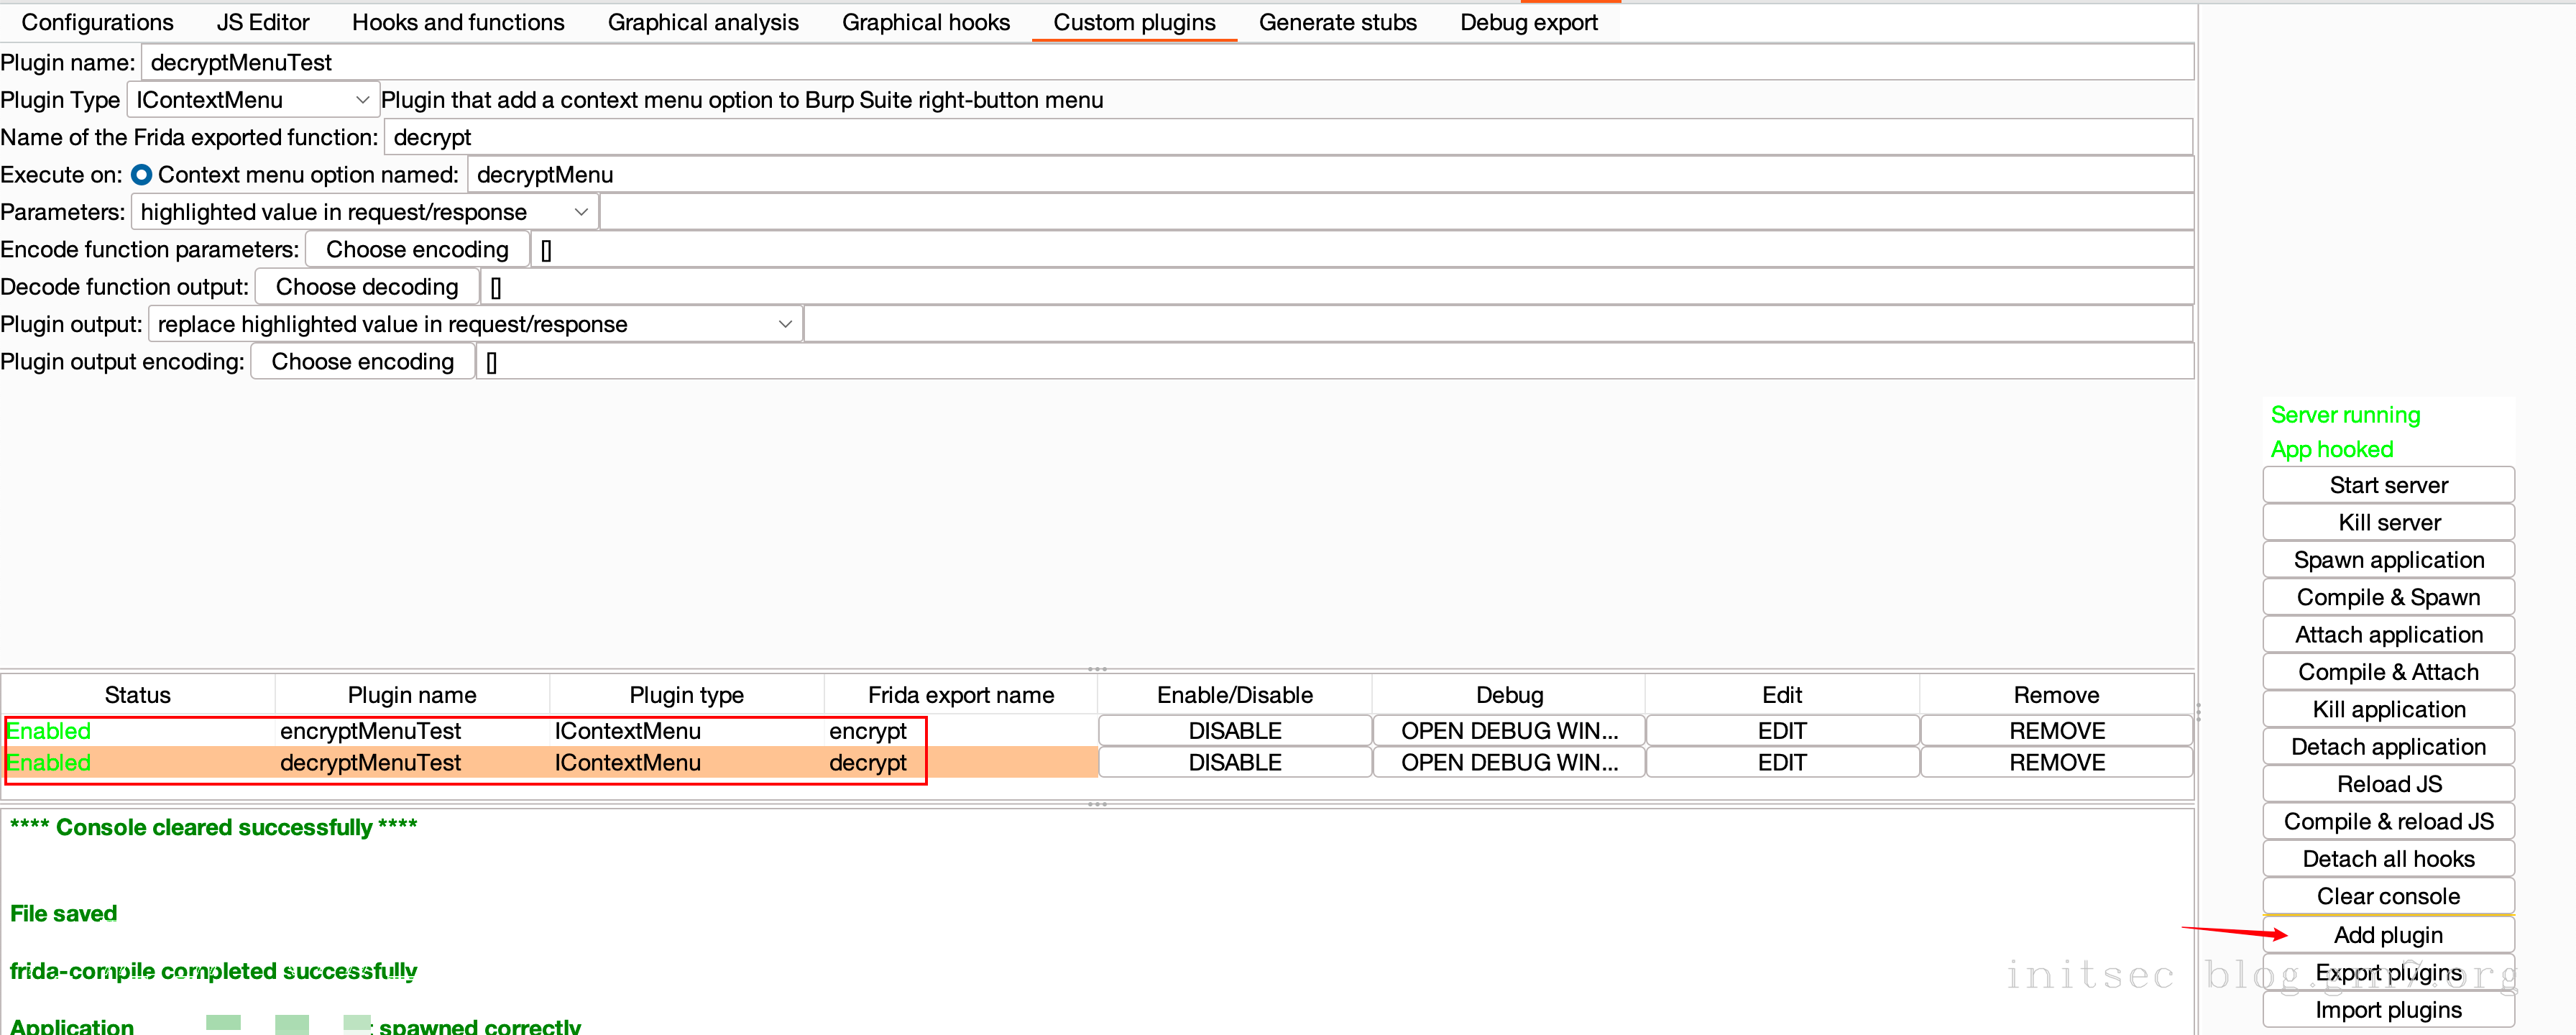 Configurations JS Editor Hooks and functions Graphical analysis Graphical hooks Custom plugins Generate stubs Debug export
Plugin name: decryptMenuTest
Plugin Type IContextMenu Plugin that add a context menu option to Burp Suite right-button menu
Name of the Frida exported function: decrypt
Execute on: Context menu option named: decryptMenu
Parameters: highlighted value in request/response
Encode function parameters: Choose encoding []
Decode function output: Choose decoding []
Plugin output: replace highlighted value in request/response
Plugin output encoding: Choose encoding []
Status Plugin name Plugin type Frida export name Enable/Disable Debug Edit Remove
Enabled encryptMenuTest IContextMenu encrypt DISABLE OPEN DEBUG WIN... EDIT REMOVE
Enabled decryptMenuTest IContextMenu decrypt DISABLE OPEN DEBUG WIN... EDIT REMOVE
**** Console cleared successfully ****
File saved
frida-compile completed successfully
Application spawned correctly
Server running
App hooked
Start server
Kill server
Spawn application
Compile & Spawn
Attach application
Compile & Attach
Kill application
Detach application
Reload JS
Compile & reload JS
Detach all hooks
Clear console
Add plugin
Export plugins
Import plugins
initsec blog.gm7.org